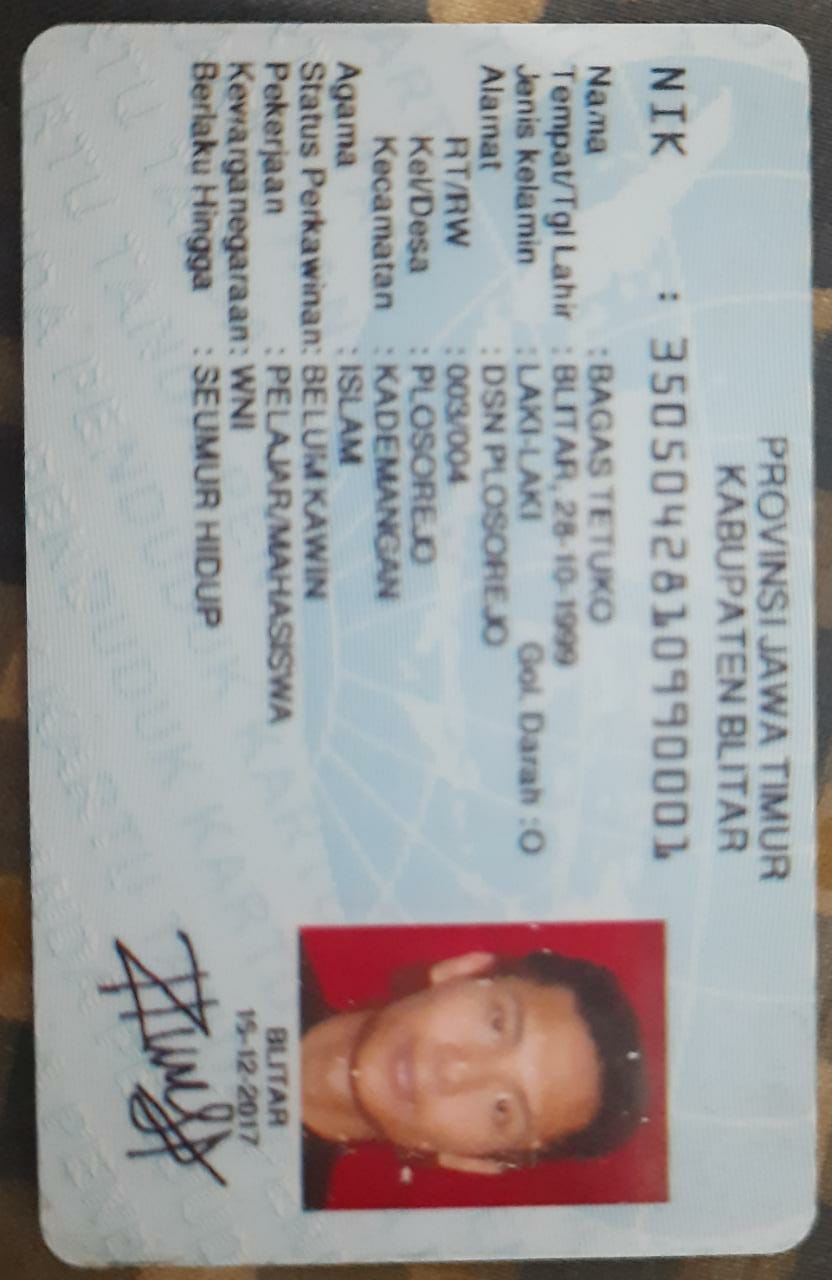 PROVINSI JAWA TIMUR
KABUPATEN BLITAR
NIK : 3505042810990001
Nama : BAGAS TETUKO
Tempat/Tgl Lahir : BLITAR, 28-10-1999
Jenis kelamin : LAKI-LAKI Gol. Darah : O
Alamat : DSN PLOSOREJO
RT/RW : 003/004
Kel/Desa : PLOSOREJO
Kecamatan : KADEMANGAN
Agama : ISLAM
Status Perkawinan: BELUM KAWIN
Pekerjaan : PELAJAR/MAHASISWA
Kewarganegaraan: WNI
Berlaku Hingga : SEUMUR HIDUP
BLITAR
15-12-2017